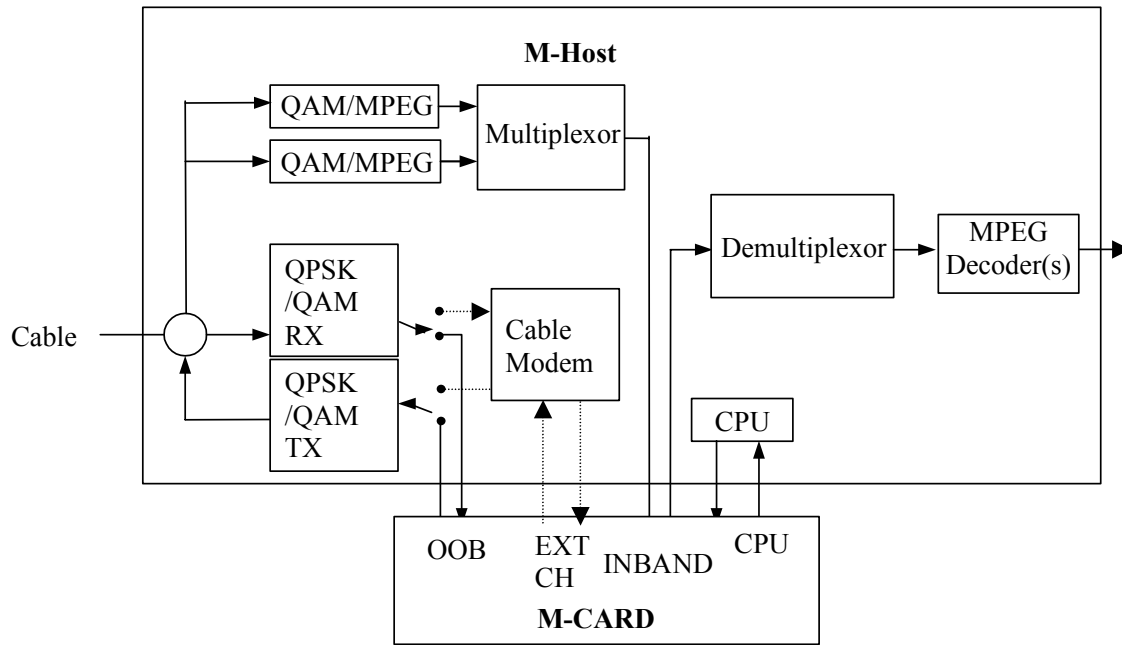 M-Host
QAM/MPEG
QAM/MPEG
Multiplexor
Demultiplexor
MPEG
Decoder(s)
QPSK
/QAM
RX
Cable
Modem
Cable
QPSK
/QAM
TX
CPU
OOB
EXT
CH
INBAND
CPU
M-CARD